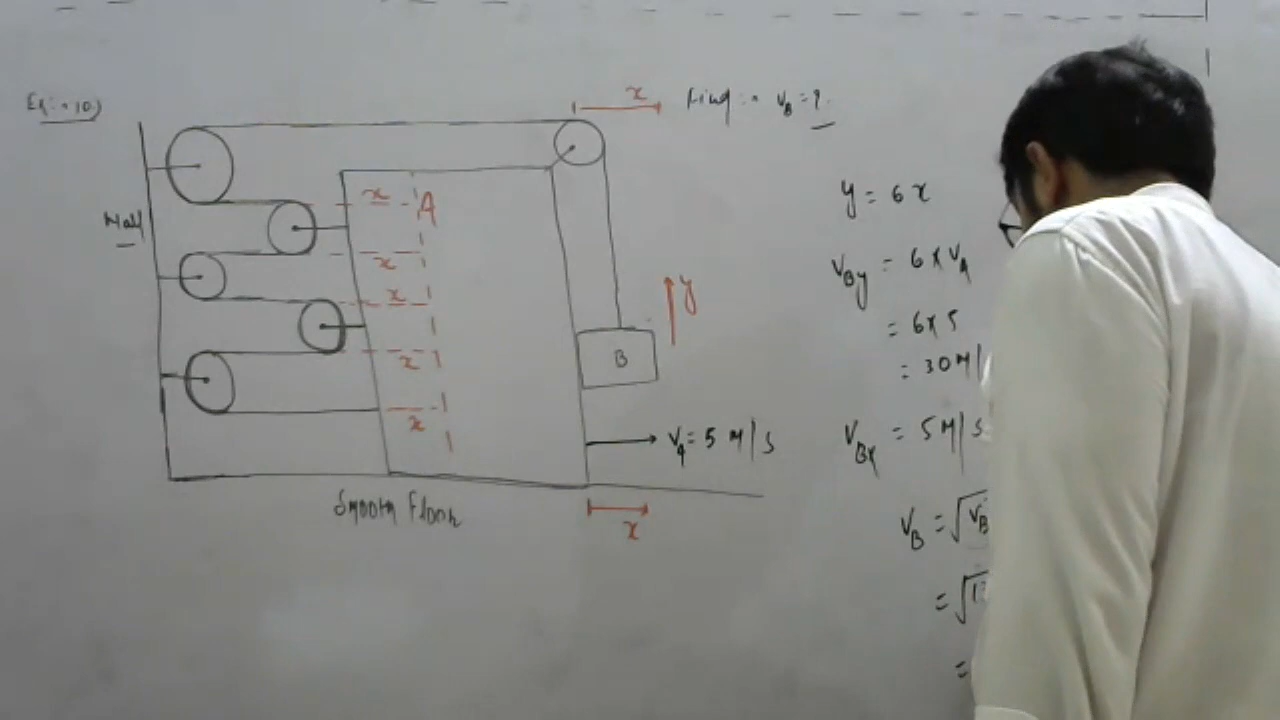 Ex:- 10)
x
Find :- V_B = ?
x
A
y = 6x
Wall
x
V_By = 6 × V_A
x
y
= 6×5
B
x
= 30 M/
x
V_A = 5 M/S
V_Bx = 5 M/S
Smooth Floor
x
V_B = √V_B
= √
=